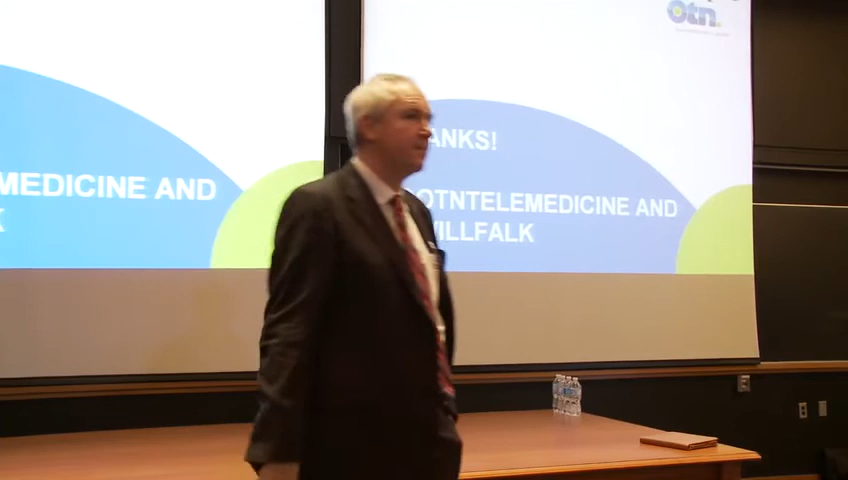 MEDICINE AND
otn.
ANKS!
OTNTELEMEDICINE AND
WILLFALK